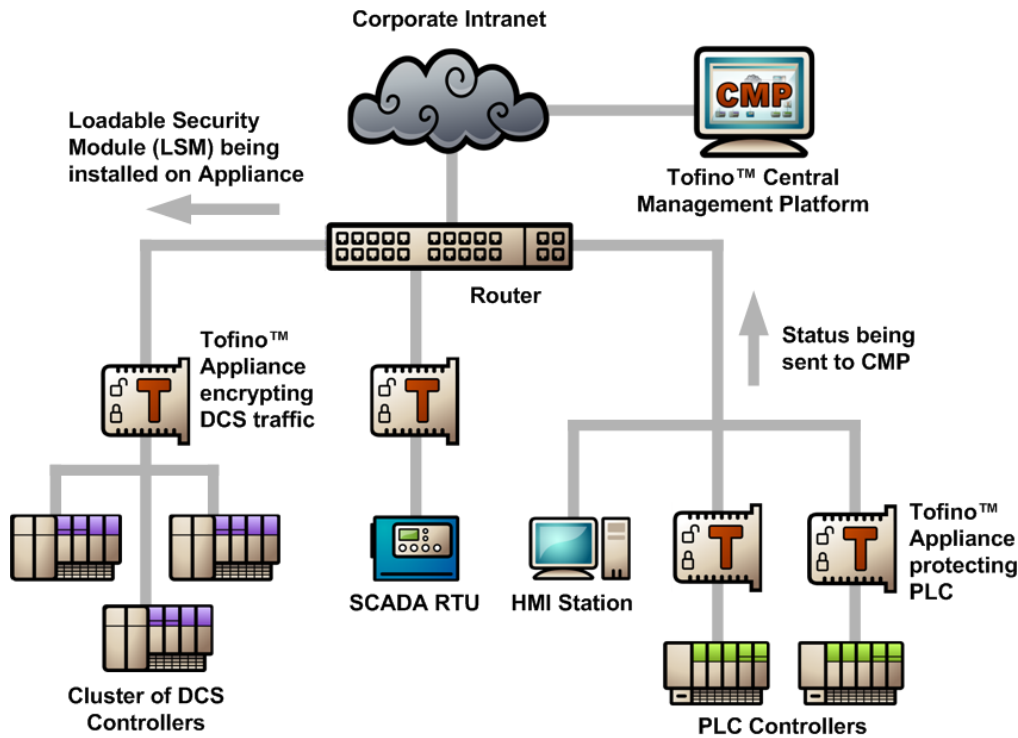 Corporate Intranet
Loadable Security
Module (LSM) being
installed on Appliance
CMP
Tofino™ Central
Management Platform
Router
Tofino™
Appliance
encrypting
DCS traffic
T
T
Status being
sent to CMP
T
T
Tofino™
Appliance
protecting
PLC
SCADA RTU
HMI Station
Cluster of DCS
Controllers
PLC Controllers